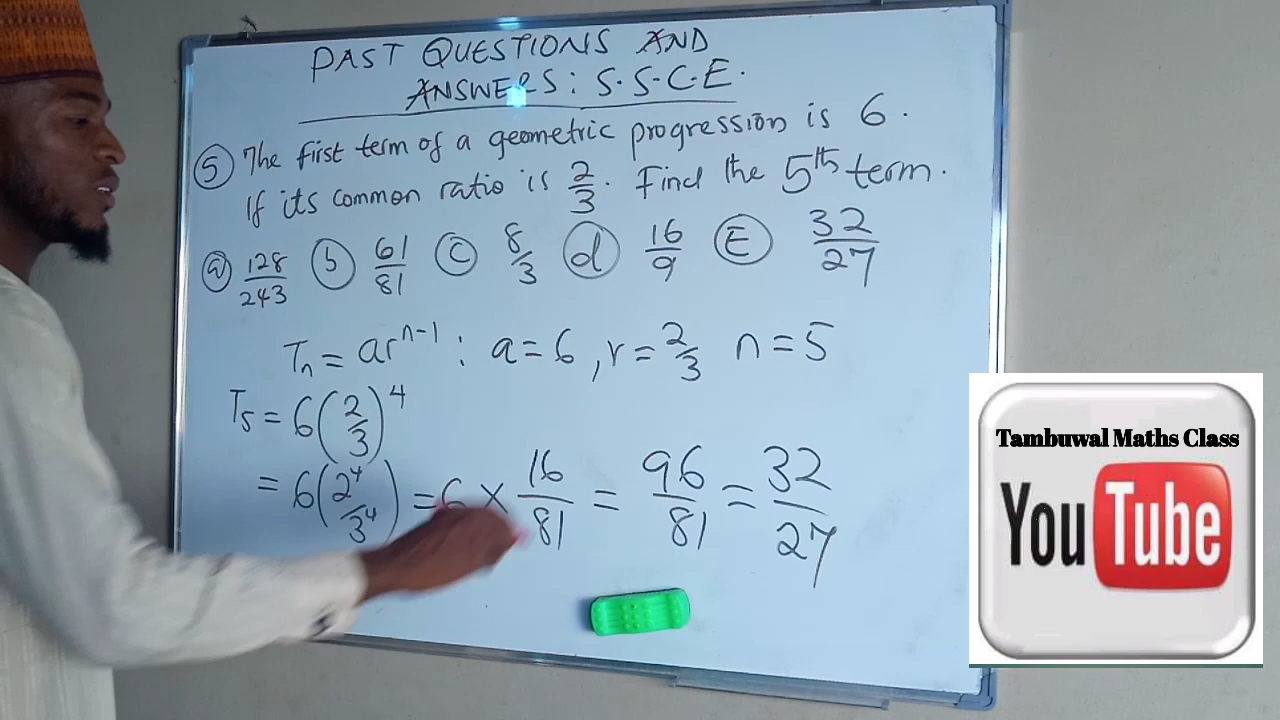 PAST QUESTIONS AND
ANSWERS: S.S.C.E.
⑤ The first term of a geometric progression is 6.
If its common ratio is 2/3. Find the 5th term.
ⓐ 128/243 ⓑ 61/81 ⓒ 8/3 ⓓ 16/9 Ⓔ 32/27
Tn = ar^(n-1) : a = 6, r = 2/3 n = 5
T5 = 6(2/3)^4
= 6(2^4/3^4) = 6 × 16/81 = 96/81 = 32/27
Tambuwal Maths Class
YouTube